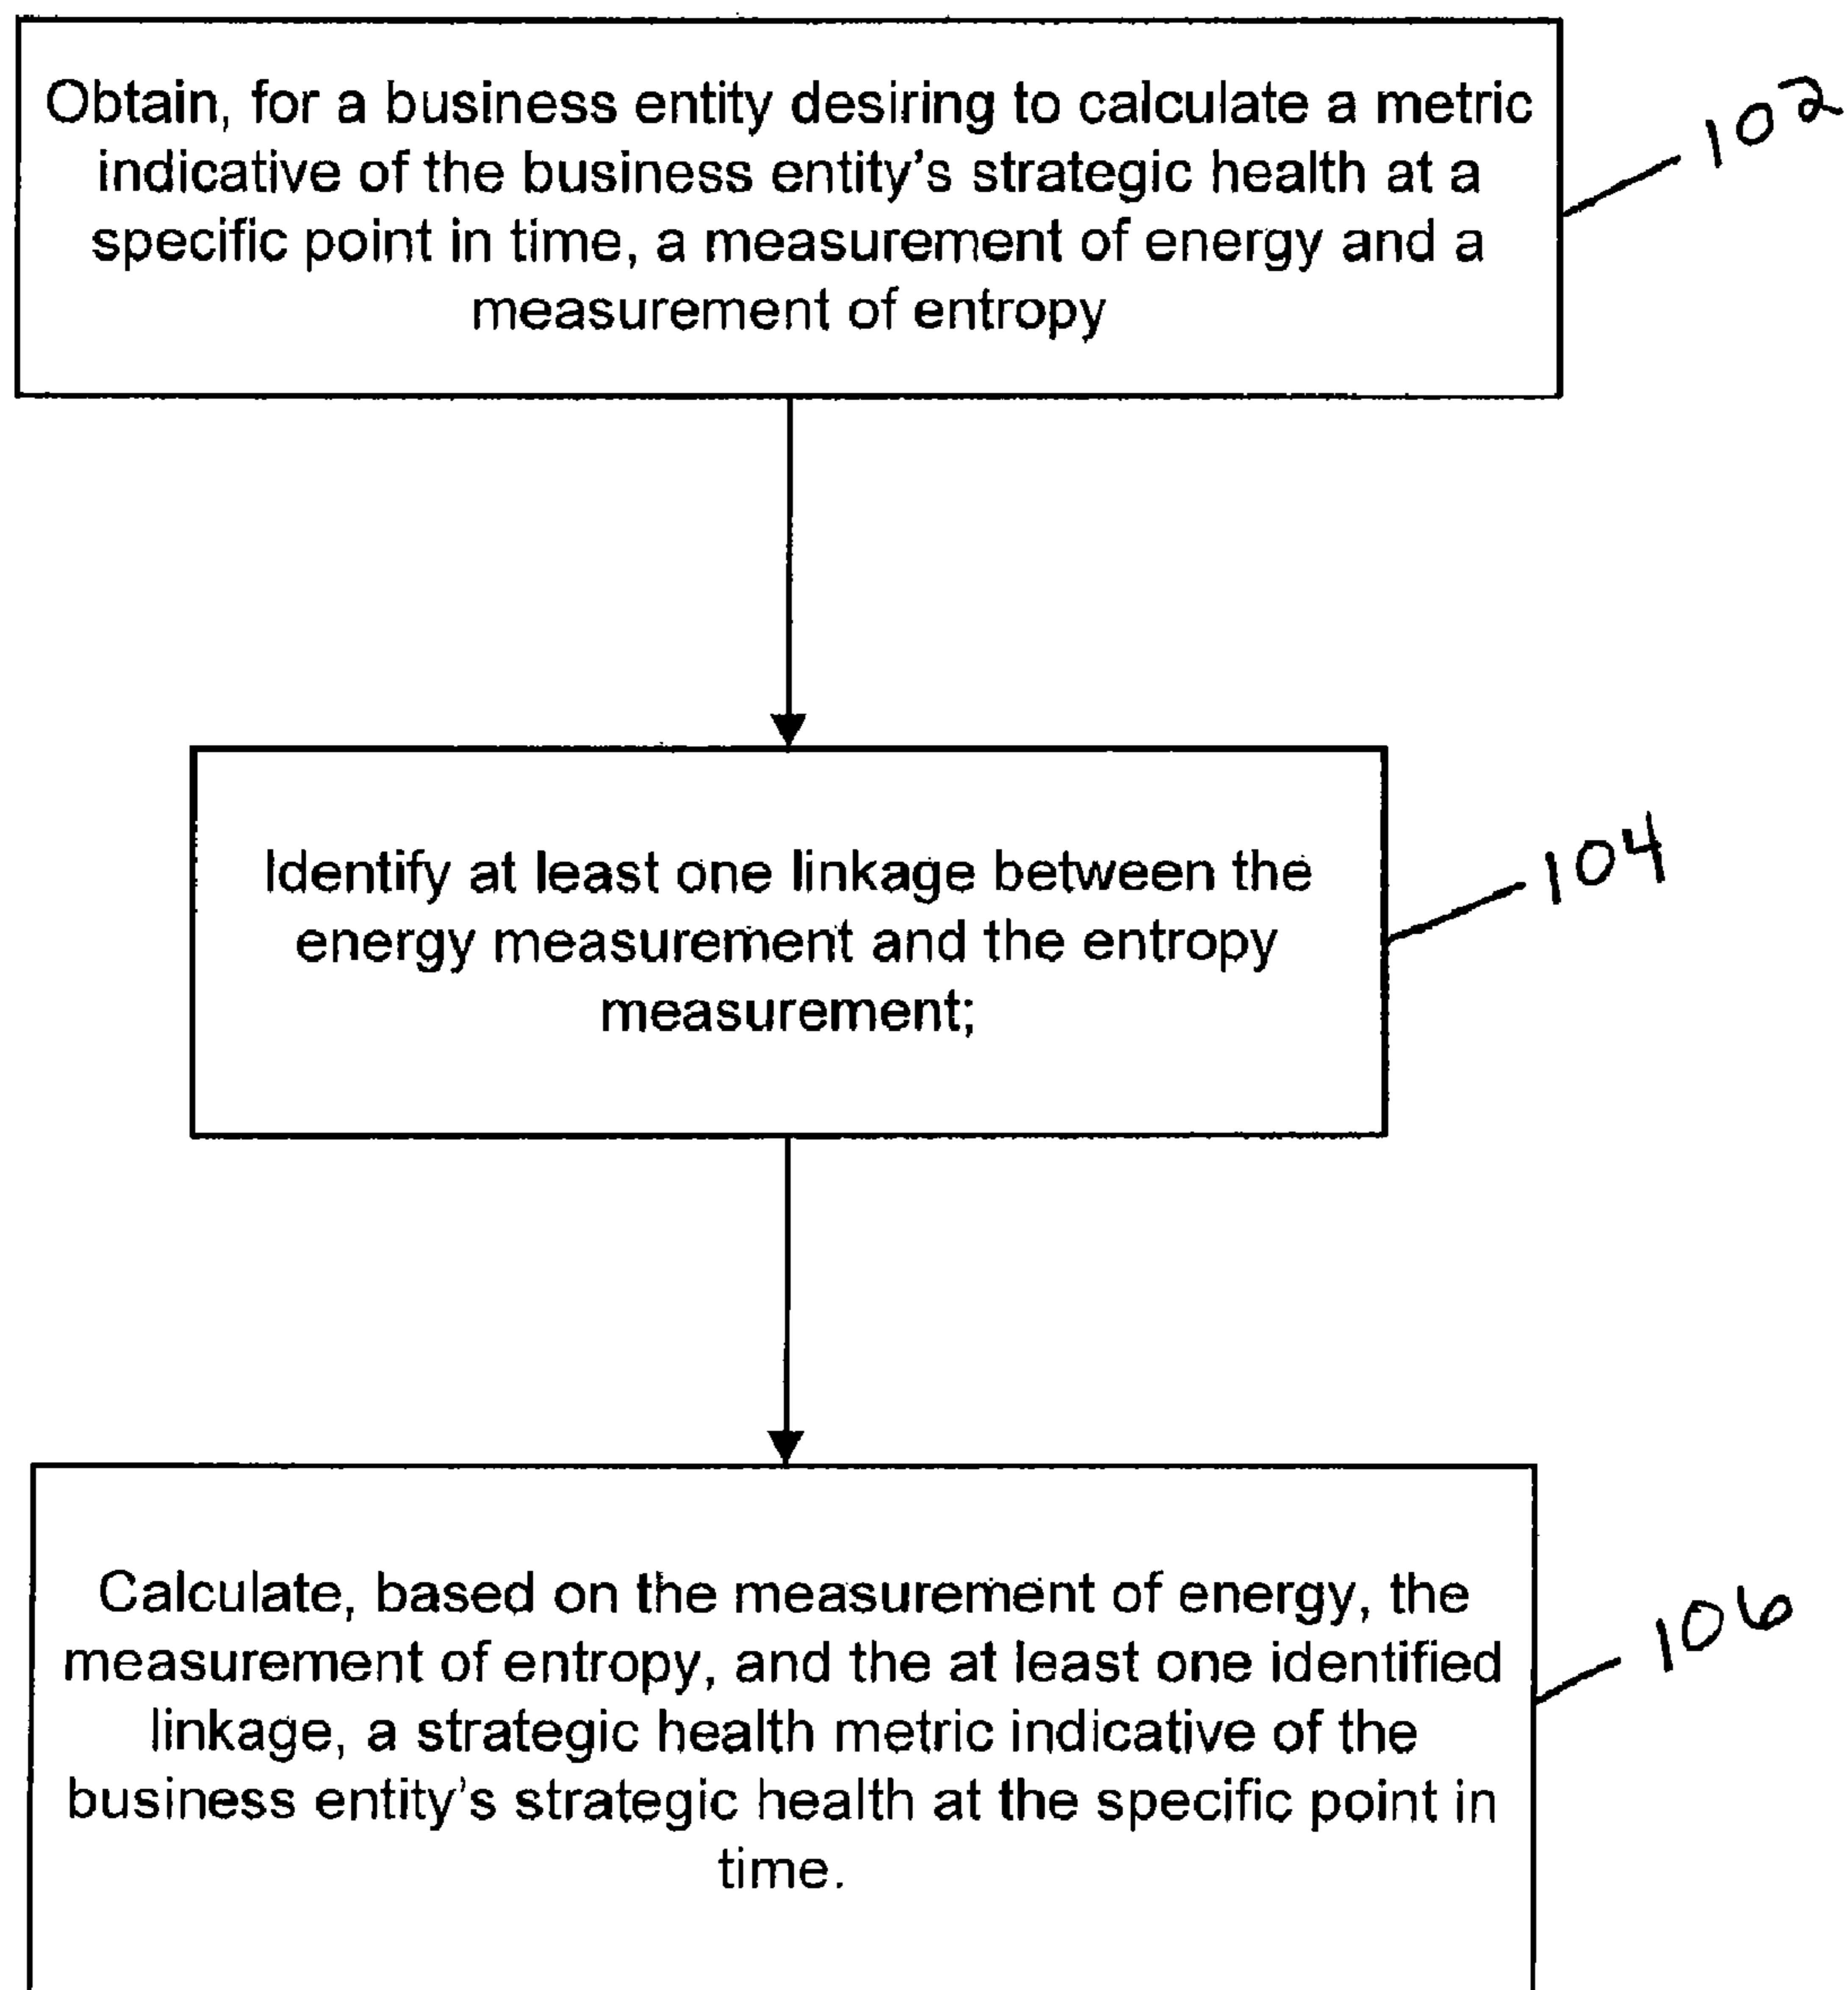 Obtain, for a business entity desiring to calculate a metric
indicative of the business entity's strategic health at a
specific point in time, a measurement of energy and a
measurement of entropy
102
Identify at least one linkage between the
energy measurement and the entropy
measurement;
104
Calculate, based on the measurement of energy, the
measurement of entropy, and the at least one identified
linkage, a strategic health metric indicative of the
business entity's strategic health at the specific point in
time.
106